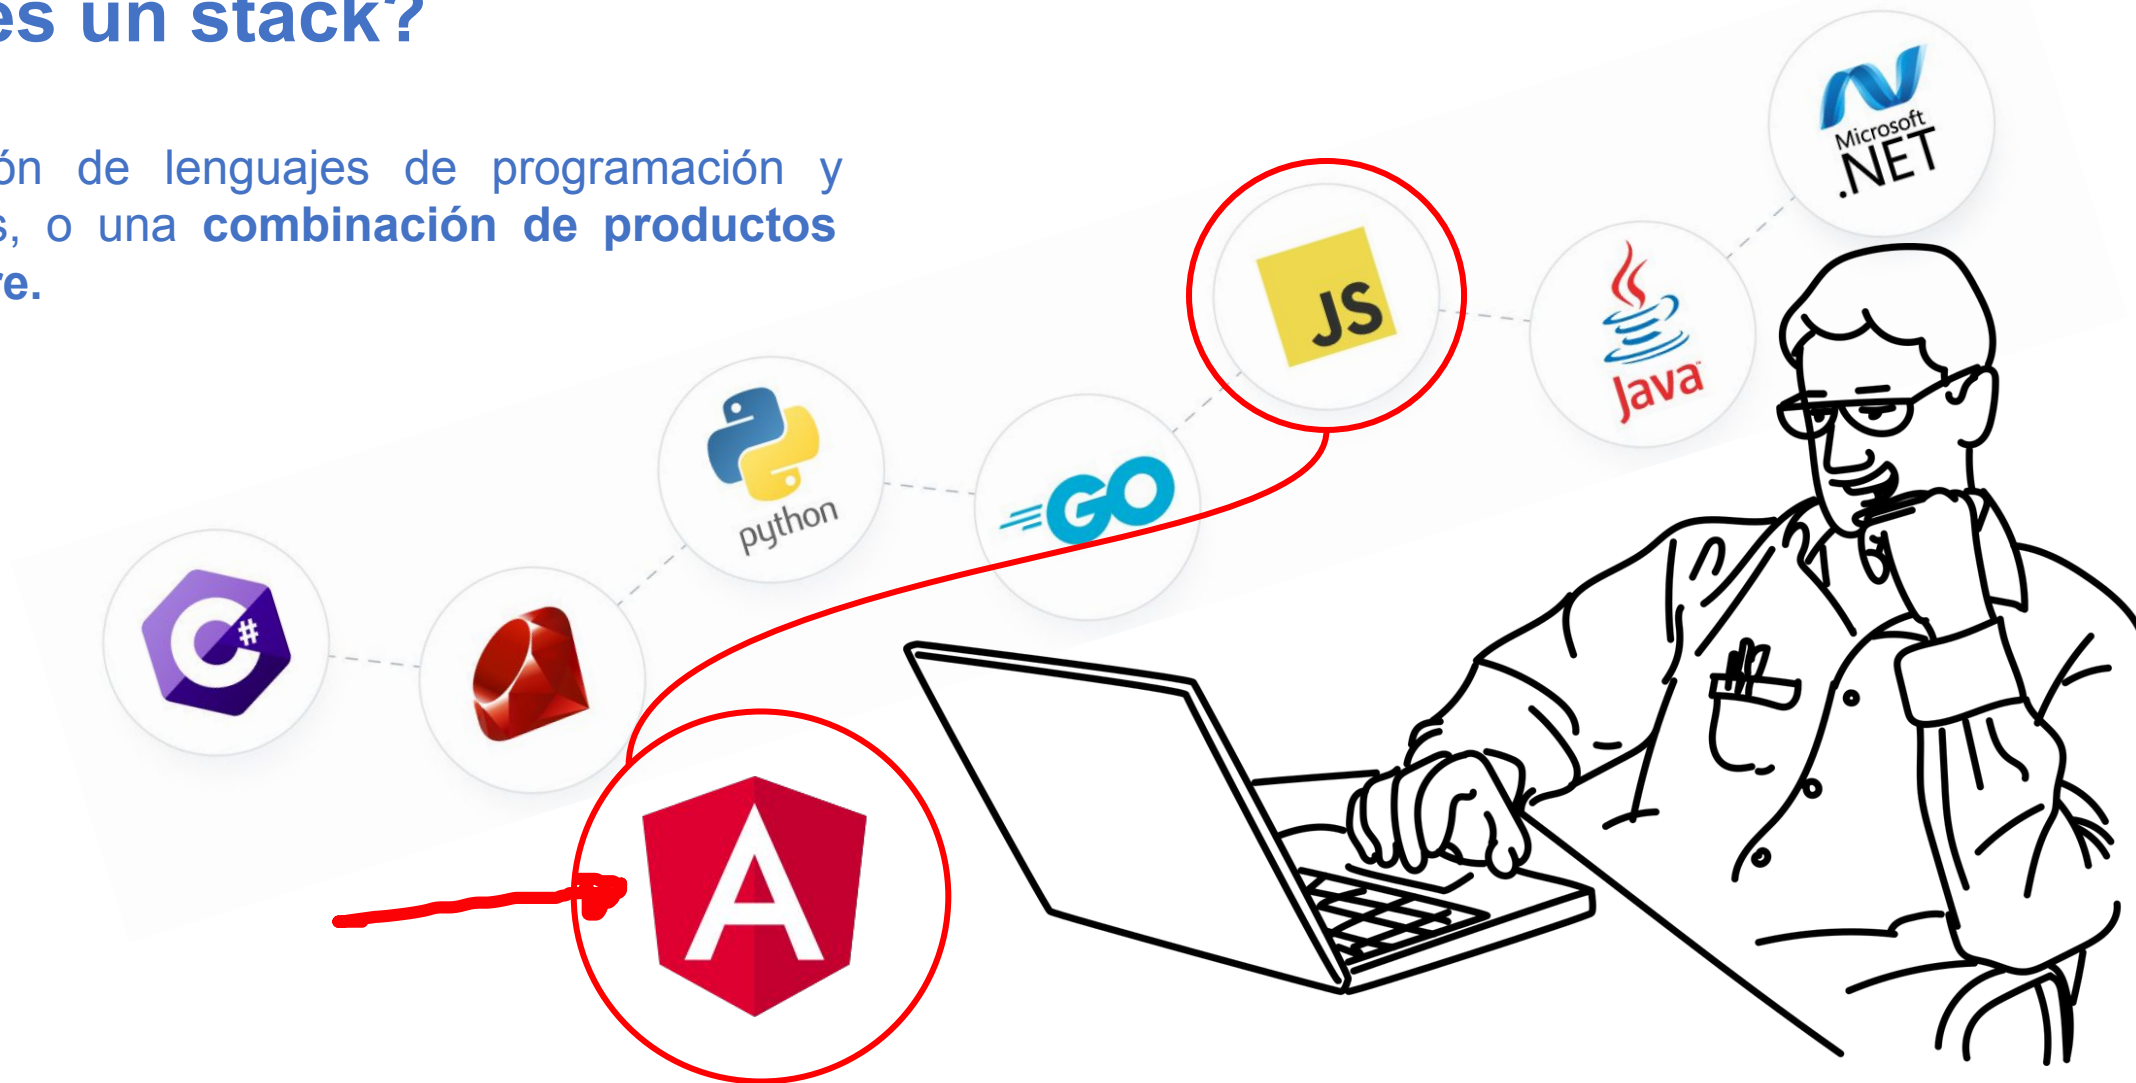 es un stack?
ón de lenguajes de programación y
s, o una combinación de productos
re.
Microsoft
.NET
JS
Java
python
GO
C#
A